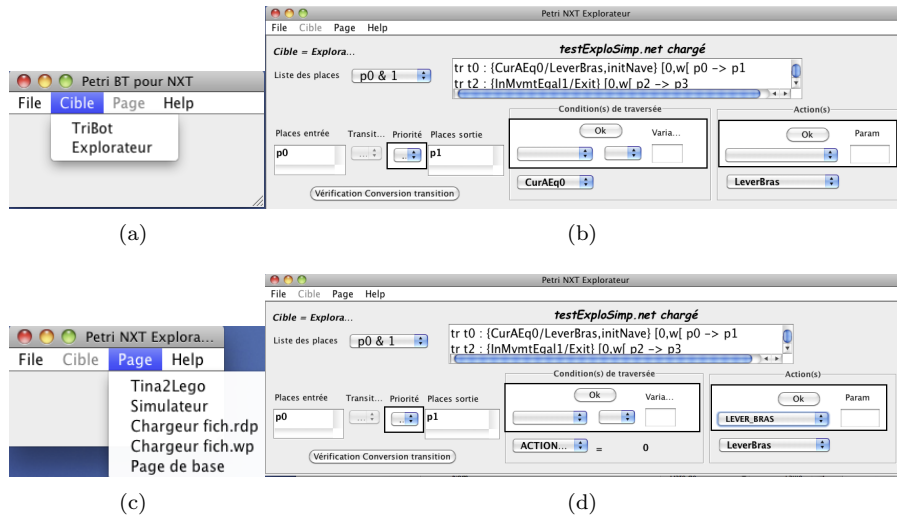 Petri BT pour NXT
File Cible Page Help
TriBot
Explorateur
(a)
Petri NXT Explorateur
File Cible Page Help
Cible = Explora...
testExploSimp.net chargé
Liste des places p0 & 1
tr t0 : {CurAEq0/LeverBras,initNave} [0,w[ p0 -> p1
tr t2 : {InMvmtEgal1/Exit} [0,w[ p2 -> p3
Condition(s) de traversée
Action(s)
Ok Varia...
Ok Param
Places entrée Transit... Priorité Places sortie
p0 ... .. p1
CurAEq0
LeverBras
Vérification Conversion transition
(b)
Petri NXT Explora...
File Cible Page Help
Tina2Lego
Simulateur
Chargeur fich.rdp
Chargeur fich.wp
Page de base
(c)
Petri NXT Explorateur
File Cible Page Help
Cible = Explora...
testExploSimp.net chargé
Liste des places p0 & 1
tr t0 : {CurAEq0/LeverBras,initNave} [0,w[ p0 -> p1
tr t2 : {InMvmtEgal1/Exit} [0,w[ p2 -> p3
Condition(s) de traversée
Action(s)
Ok Varia...
Ok Param
Places entrée Transit... Priorité Places sortie
p0 ... .. p1
LEVER_BRAS
ACTION... = 0
LeverBras
Vérification Conversion transition
(d)